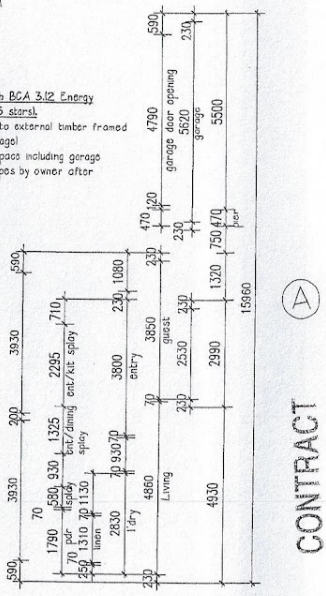 h BCA 3.12 Energy
5 stars).
to external timber framed
age)
pace including garage
pes by owner after
590 3930 200 3930 590
710 2295 ent/kit splay 1325 ent/dining splay 930 580 splay 1790 pdr 70
70 1130 70 1310 linen 70 250
1080 230 3800 entry 70 930 70 2830 l'dry
590 4790 garage door opening 120 470 230 3850 guest 70 4860 Living 230
230 5620 garage 230
230 2530 230
5500 470 pier 750 1320 2990 4930
15960
A
CONTRACT